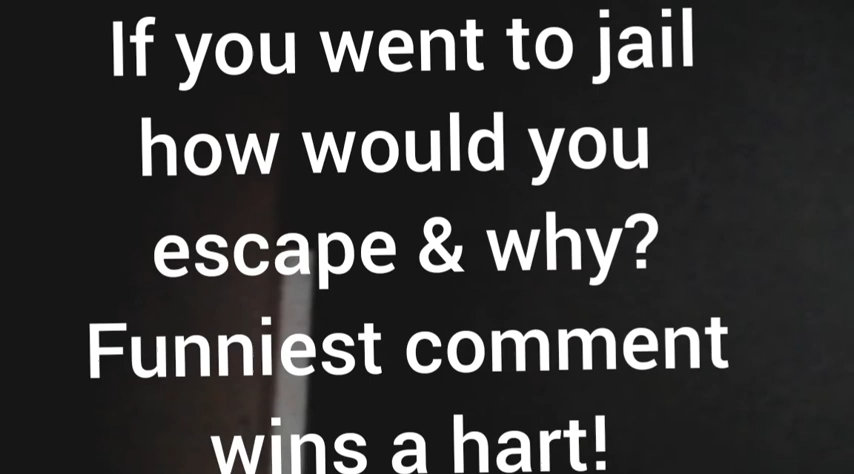 If you went to jail
how would you
escape & why?
Funniest comment
wins a hart!